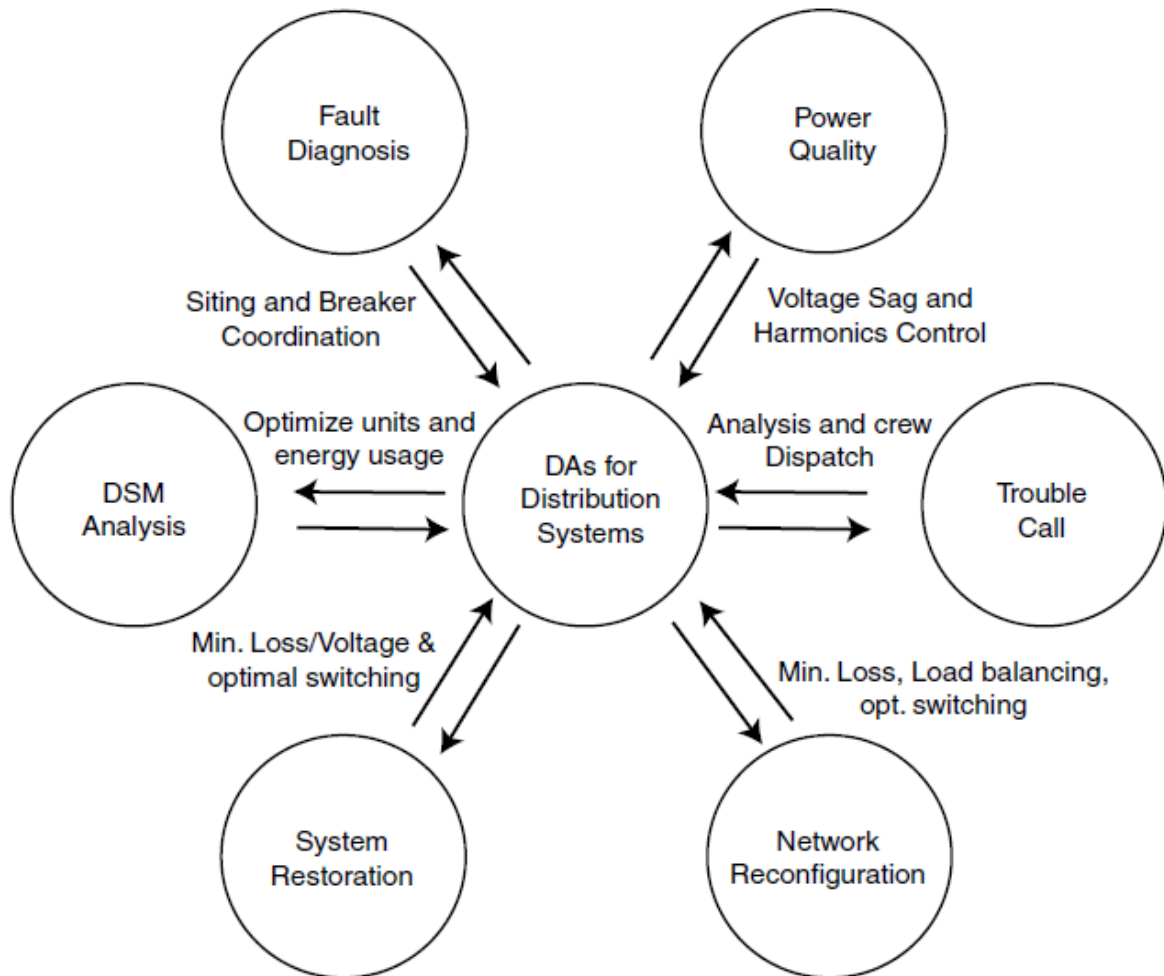 Fault
Diagnosis
Power
Quality
Siting and Breaker
Coordination
Voltage Sag and
Harmonics Control
Optimize units and
energy usage
Analysis and crew
Dispatch
DSM
Analysis
DAs for
Distribution
Systems
Trouble
Call
Min. Loss/Voltage &
optimal switching
Min. Loss, Load balancing,
opt. switching
System
Restoration
Network
Reconfiguration